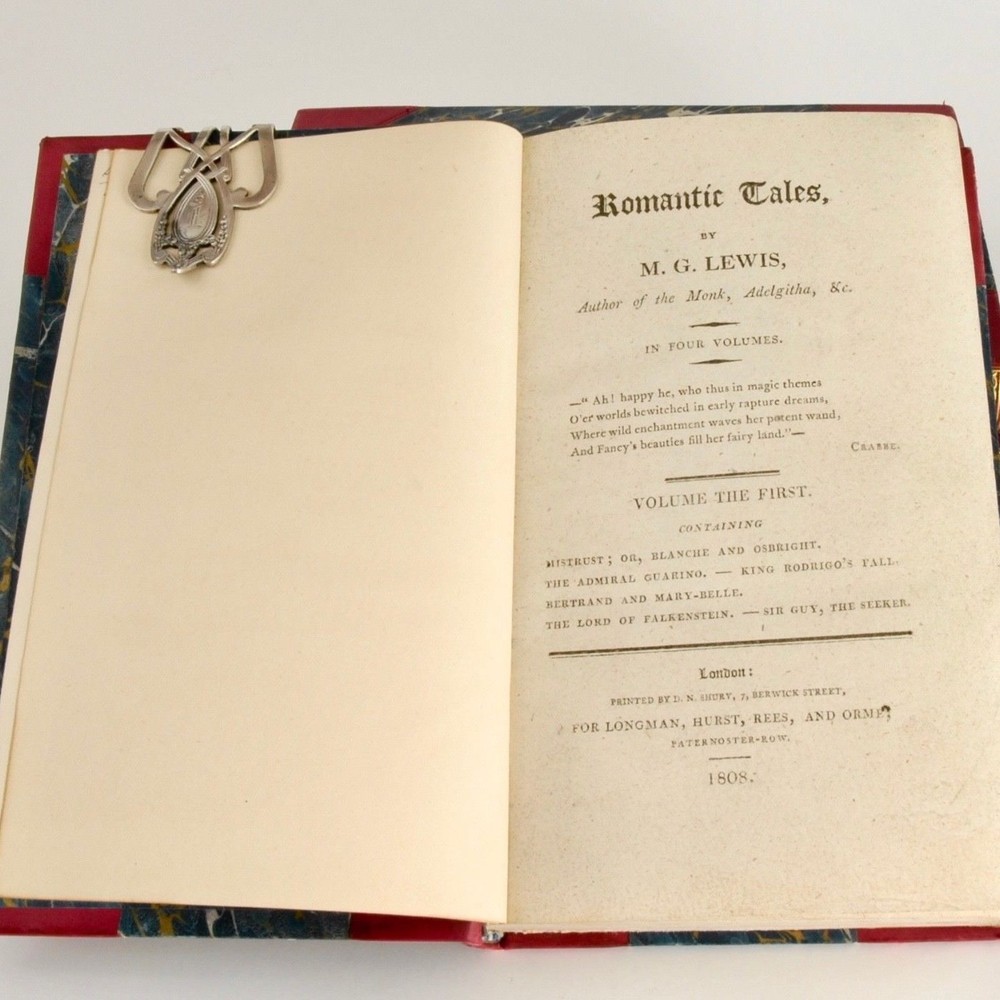 Romantic Tales,
BY
M. G. LEWIS,
Author of the Monk, Adelgitha, &c.
IN FOUR VOLUMES.
—“ Ah! happy he, who thus in magic themes
O'er worlds bewitched in early rapture dreams,
Where wild enchantment waves her potent wand,
And Fancy's beauties fill her fairy land.”—
CRABBE.
VOLUME THE FIRST.
CONTAINING
MISTRUST; OR, BLANCHE AND OSBRIGHT.
THE ADMIRAL GUARINO. — KING RODRIGO'S FALL.
BERTRAND AND MARY-BELLE.
THE LORD OF FALKENSTEIN. — SIR GUY, THE SEEKER.
London:
PRINTED BY D. N. SHURY, 7, BERWICK STREET,
FOR LONGMAN, HURST, REES, AND ORME,
PATERNOSTER-ROW.
1808.